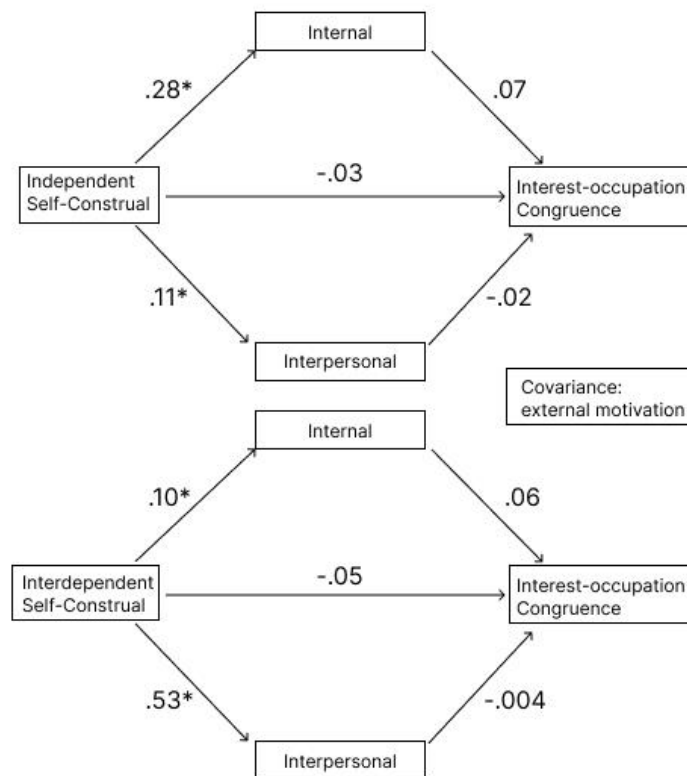 Internal
.28*
.07
Independent
Self-Construal
-.03
Interest-occupation
Congruence
.11*
-.02
Interpersonal
Covariance:
external motivation
Internal
.10*
.06
Interdependent
Self-Construal
-.05
Interest-occupation
Congruence
.53*
-.004
Interpersonal